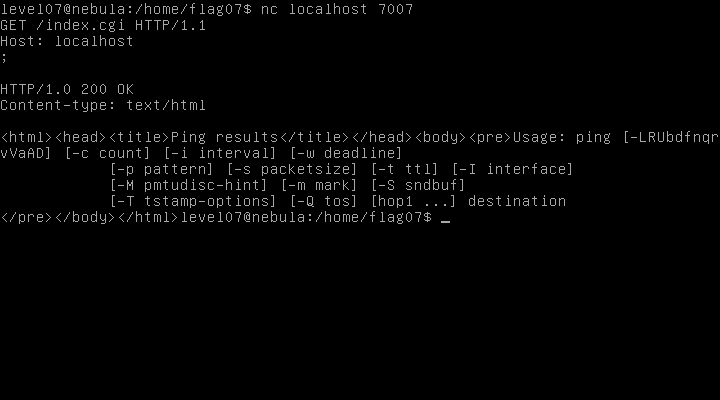 level07@nebula:/home/flag07$ nc localhost 7007
GET /index.cgi HTTP/1.1
Host: localhost
;
HTTP/1.0 200 OK
Content-type: text/html
<html><head><title>Ping results</title></head><body><pre>Usage: ping [-LRUbdfnqr
vVaAD] [-c count] [-i interval] [-w deadline]
            [-p pattern] [-s packetsize] [-t ttl] [-I interface]
            [-M pmtudisc-hint] [-m mark] [-S sndbuf]
            [-T tstamp-options] [-Q tos] [hop1 ...] destination
</pre></body></html>level07@nebula:/home/flag07$ _